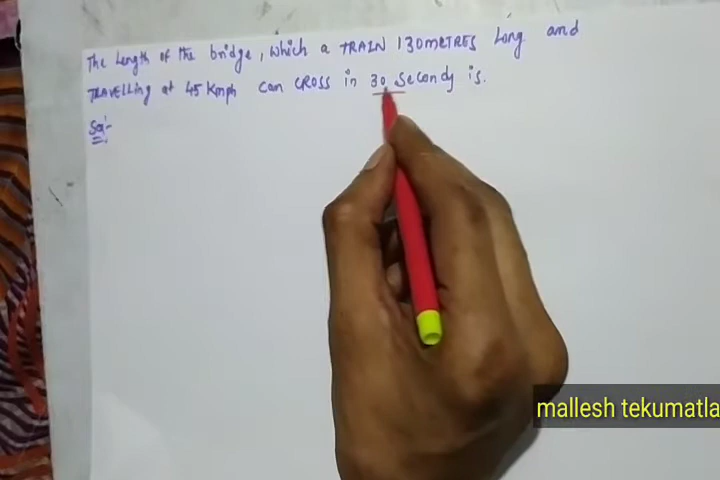 The Length of the bridge, which a TRAIN 130METRES Long and
TRAVELLing at 45 Kmph can CROSS in 30 Secondy is.
Sol:-
mallesh tekumatla